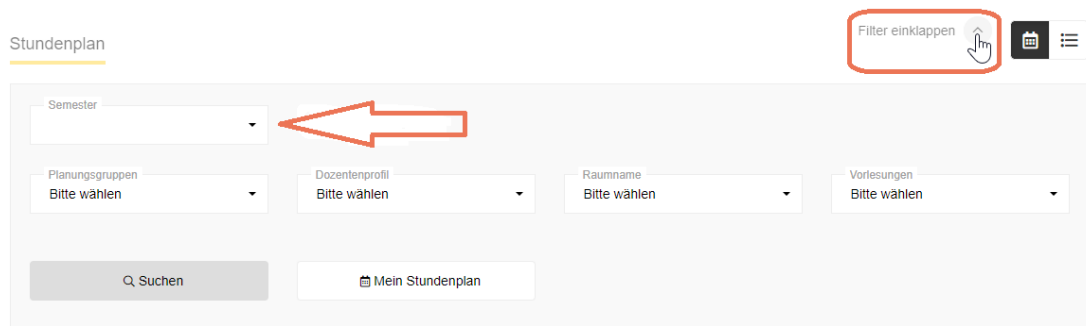 Filter einklappen
Stundenplan
Semester
Planungsgruppen
Bitte wählen
Dozentenprofil
Bitte wählen
Raumname
Bitte wählen
Vorlesungen
Bitte wählen
Suchen
Mein Stundenplan